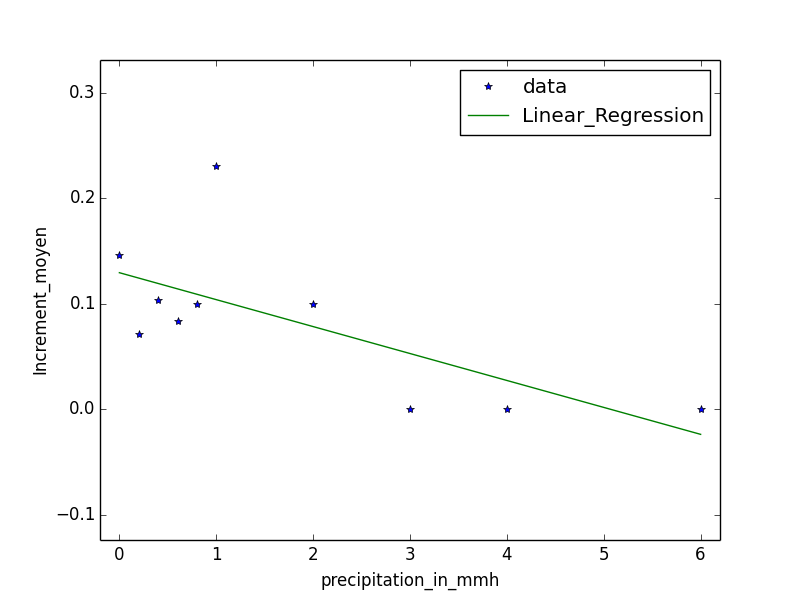 data
Linear_Regression
0.3
0.2
0.1
0.0
−0.1
Increment_moyen
0 1 2 3 4 5 6
precipitation_in_mmh